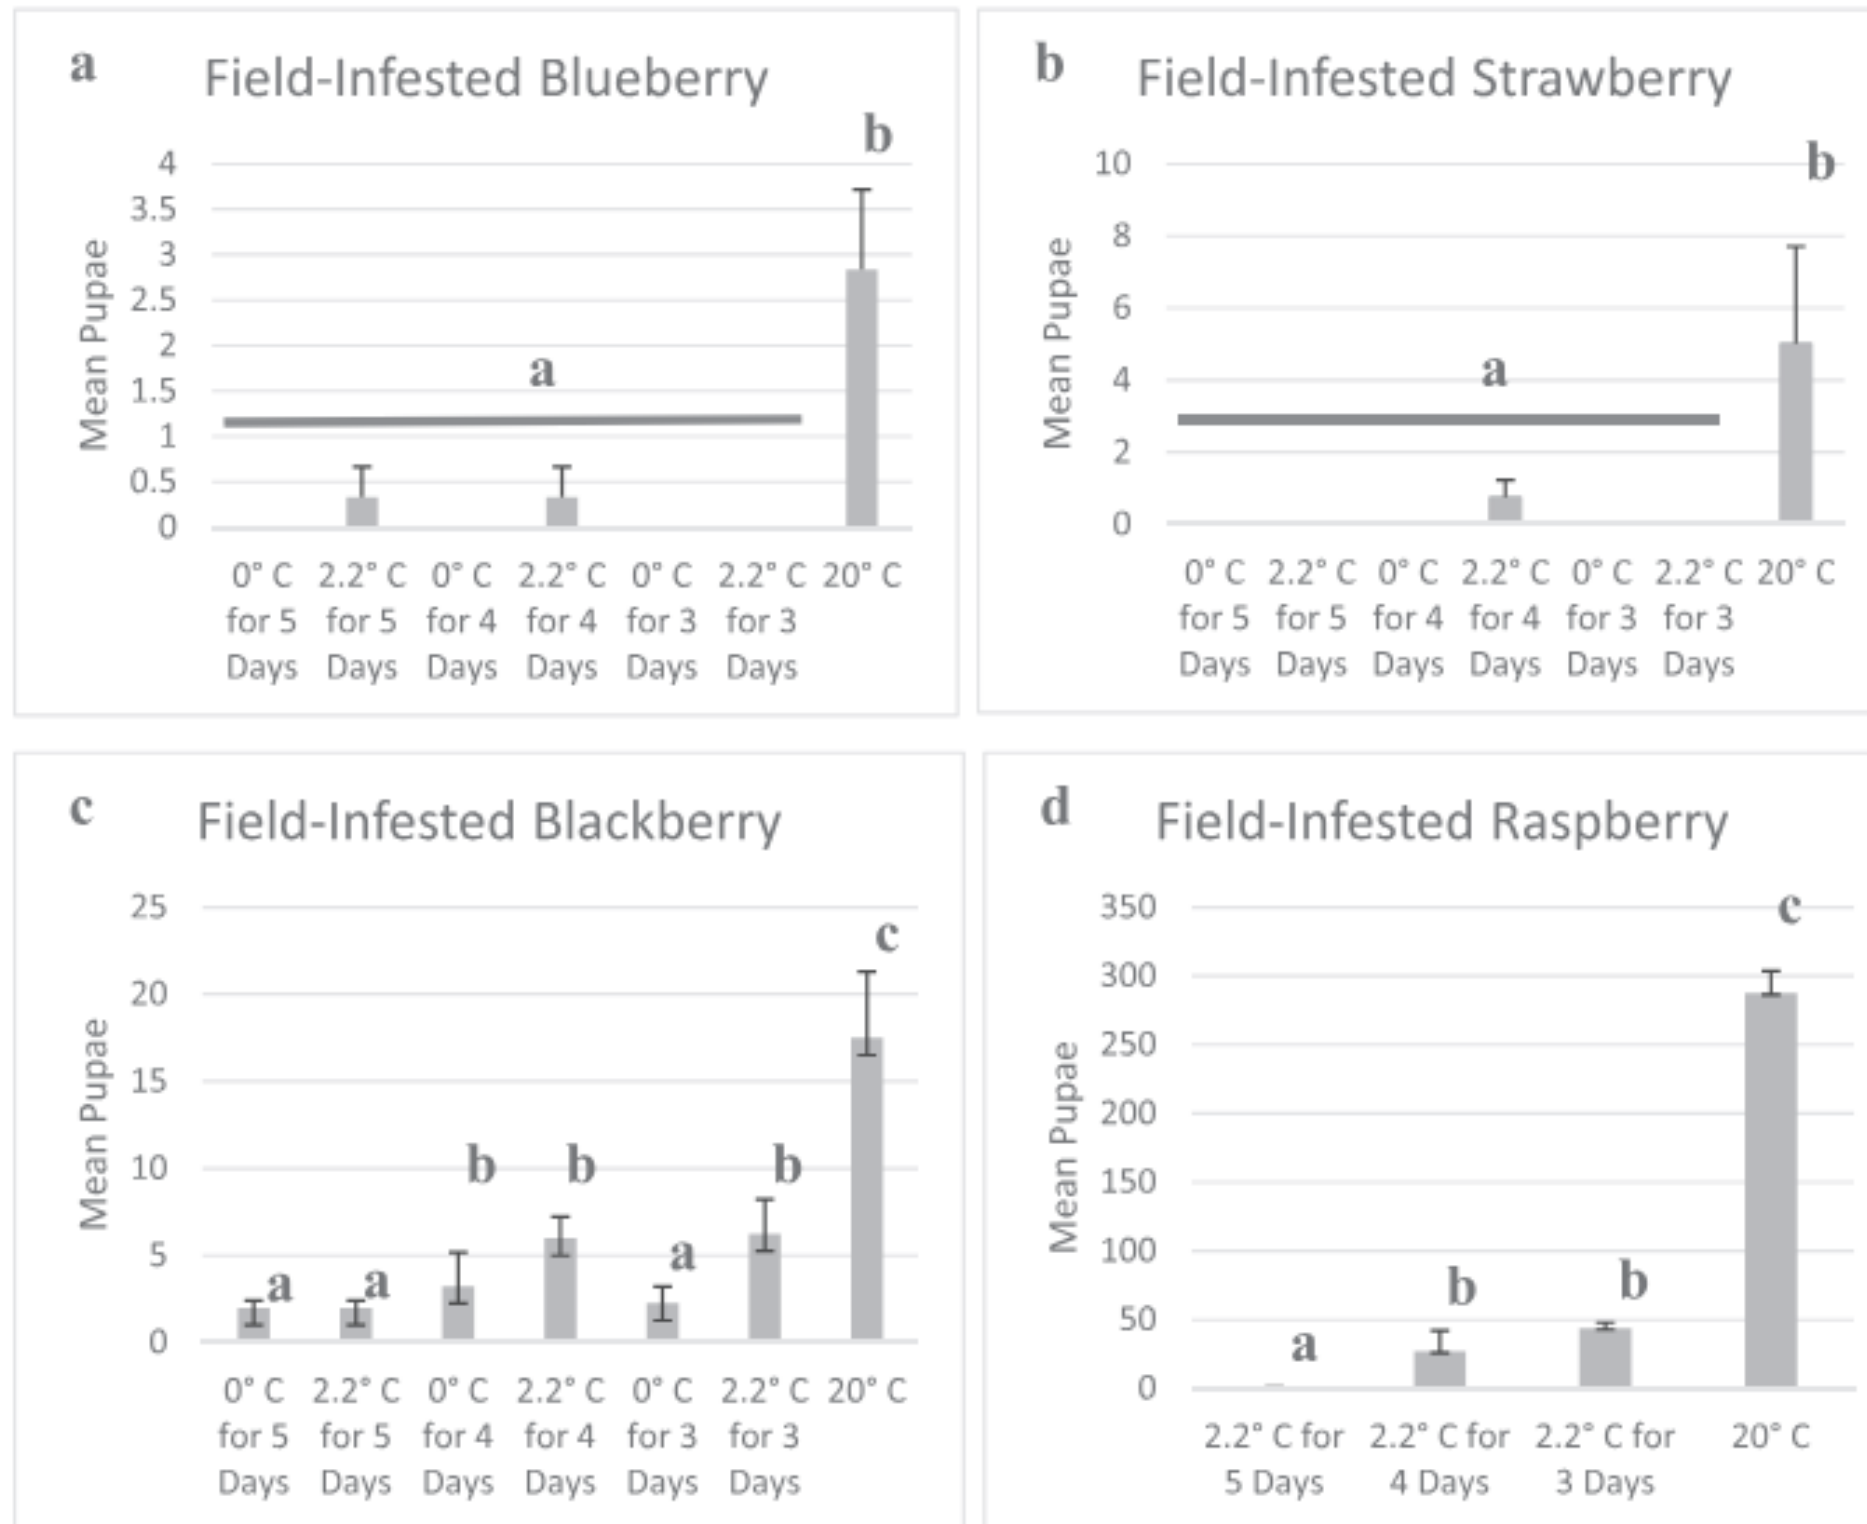 a
Field-Infested Blueberry
b
4
3.5
3
2.5
2
1.5
1
0.5
0
Mean Pupae
a
0° C 2.2° C 0° C 2.2° C 0° C 2.2° C 20° C
for 5 for 5 for 4 for 4 for 3 for 3
Days Days Days Days Days Days
b
Field-Infested Strawberry
b
10
8
6
4
2
0
Mean Pupae
a
0° C 2.2° C 0° C 2.2° C 0° C 2.2° C 20° C
for 5 for 5 for 4 for 4 for 3 for 3
Days Days Days Days Days Days
c
Field-Infested Blackberry
25
20
15
10
5
0
Mean Pupae
a a b b a b c
0° C 2.2° C 0° C 2.2° C 0° C 2.2° C 20° C
for 5 for 5 for 4 for 4 for 3 for 3
Days Days Days Days Days Days
d
Field-Infested Raspberry
350
300
250
200
150
100
50
0
Mean Pupae
a b b c
2.2° C for 2.2° C for 2.2° C for 20° C
5 Days 4 Days 3 Days